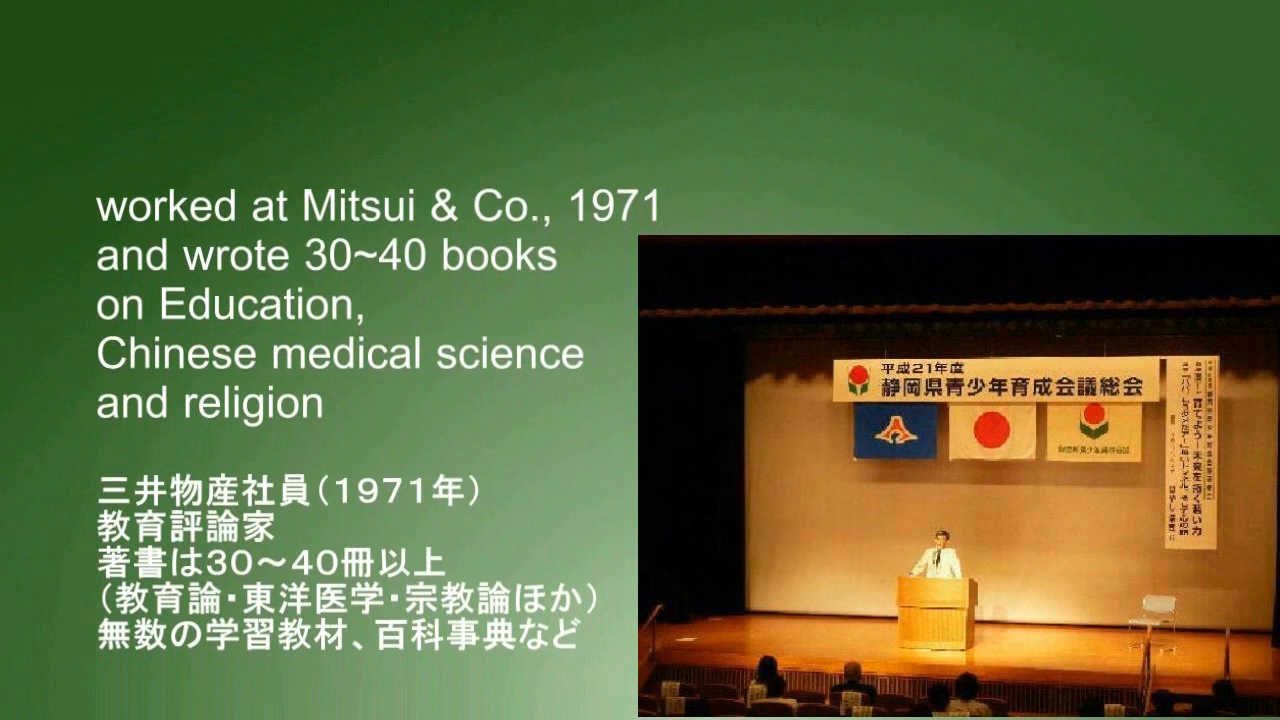 worked at Mitsui & Co., 1971
and wrote 30~40 books
on Education,
Chinese medical science
and religion
三井物産社員（１９７１年）
教育評論家
著書は３０～４０冊以上
（教育論・東洋医学・宗教論ほか）
無数の学習教材、百科事典など
平成21年度
静岡県青少年育成会議総会